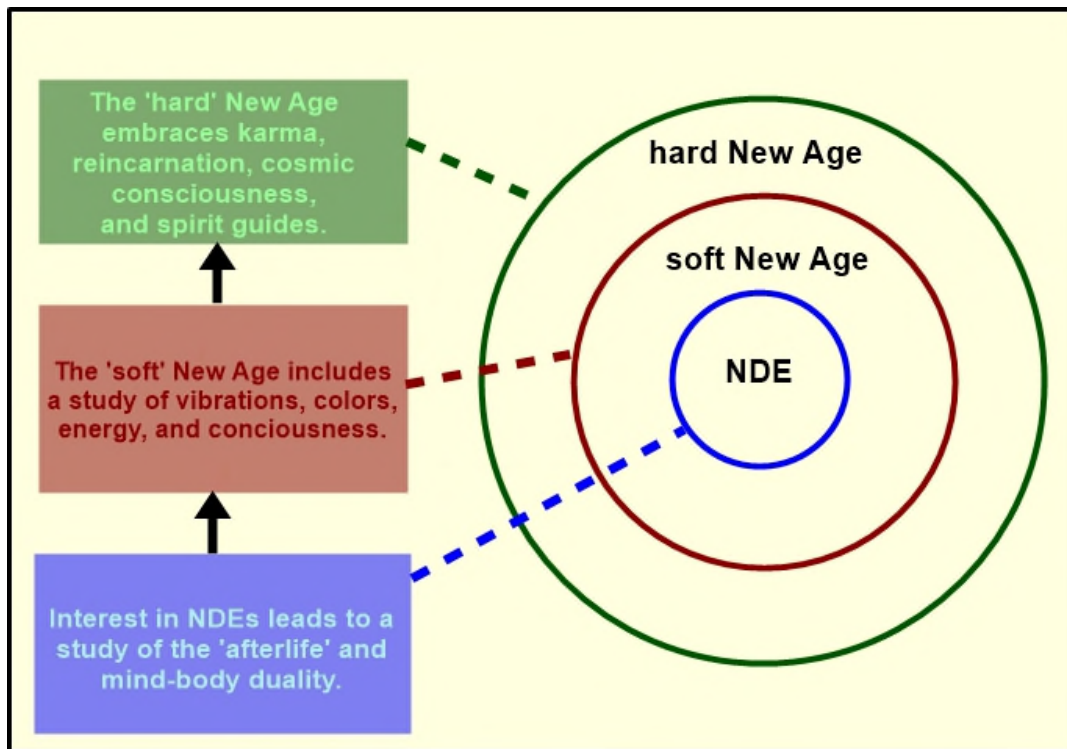 The 'hard' New Age
embraces karma,
reincarnation, cosmic
consciousness,
and spirit guides.
The 'soft' New Age includes
a study of vibrations, colors,
energy, and conciousness.
Interest in NDEs leads to a
study of the 'afterlife' and
mind-body duality.
hard New Age
soft New Age
NDE